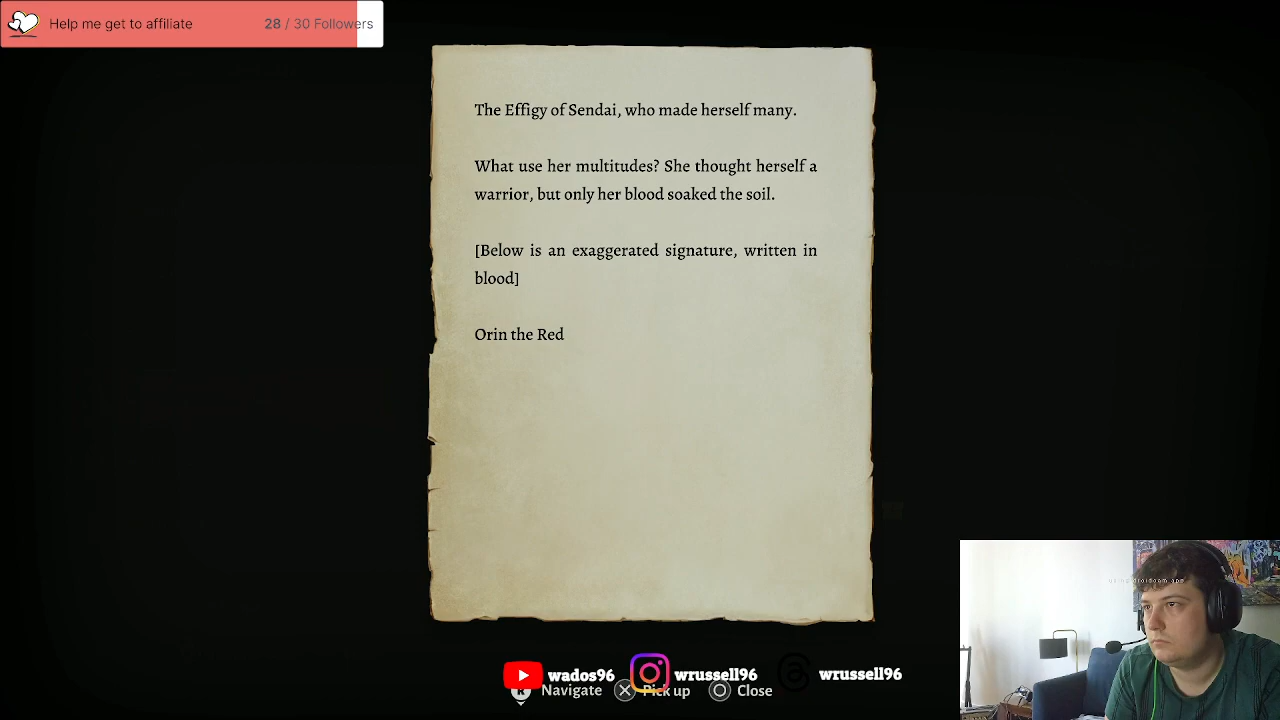 Help me get to affiliate 28 / 30 Followers
The Effigy of Sendai, who made herself many.
What use her multitudes? She thought herself a
warrior, but only her blood soaked the soil.
[Below is an exaggerated signature, written in
blood]
Orin the Red
wados96 wrussell96 wrussell96
R Navigate Pick up Close